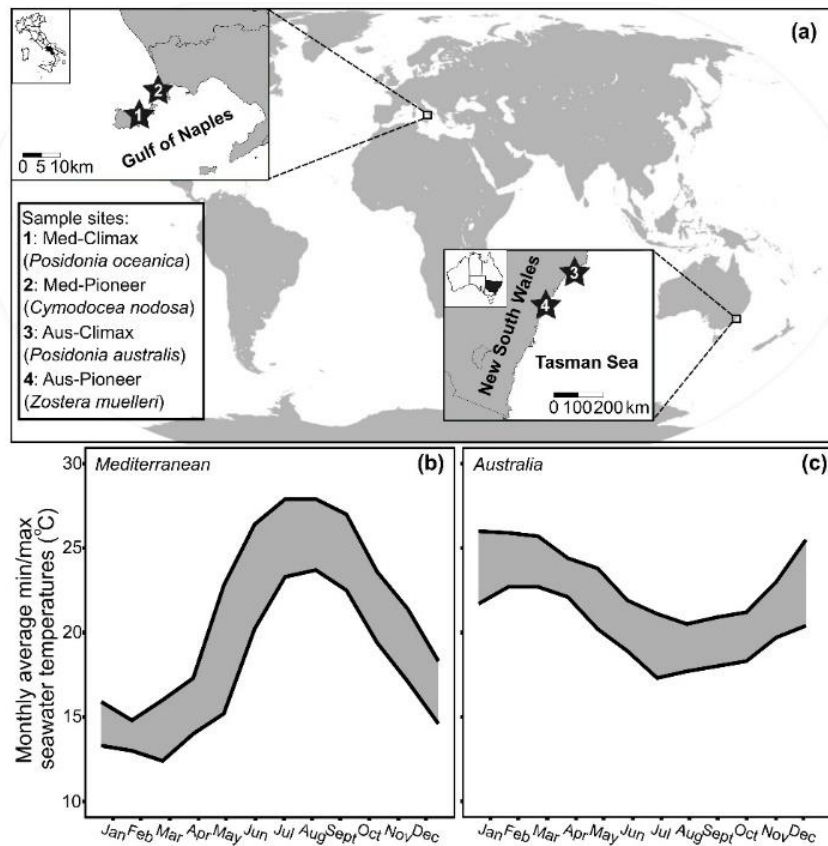 (a)
2
1
Gulf of Naples
0 5 10km
Sample sites:
1: Med-Climax
(Posidonia oceanica)
2: Med-Pioneer
(Cymodocea nodosa)
3: Aus-Climax
(Posidonia australis)
4: Aus-Pioneer
(Zostera muelleri)
3
4
New South Wales
Tasman Sea
0 100 200 km
Monthly average min/max
seawater temperatures (°C)
30
25
20
15
10
Mediterranean
(b)
Jan Feb Mar Apr May Jun Jul Aug Sept Oct Nov Dec
Australia
(c)
Jan Feb Mar Apr May Jun Jul Aug Sept Oct Nov Dec